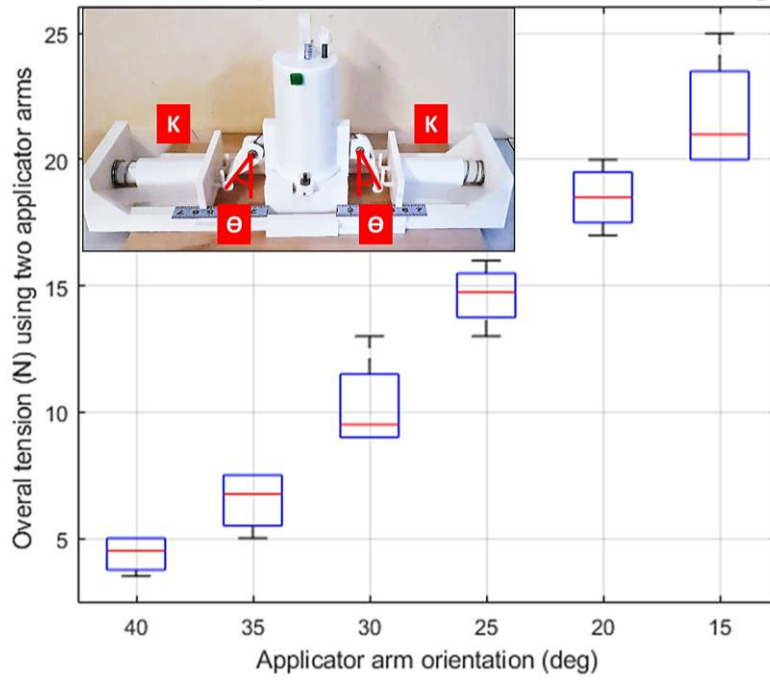 25
20
15
10
5
Overal tension (N) using two applicator arms
K
K
Ɵ
Ɵ
40
35
30
25
20
15
Applicator arm orientation (deg)